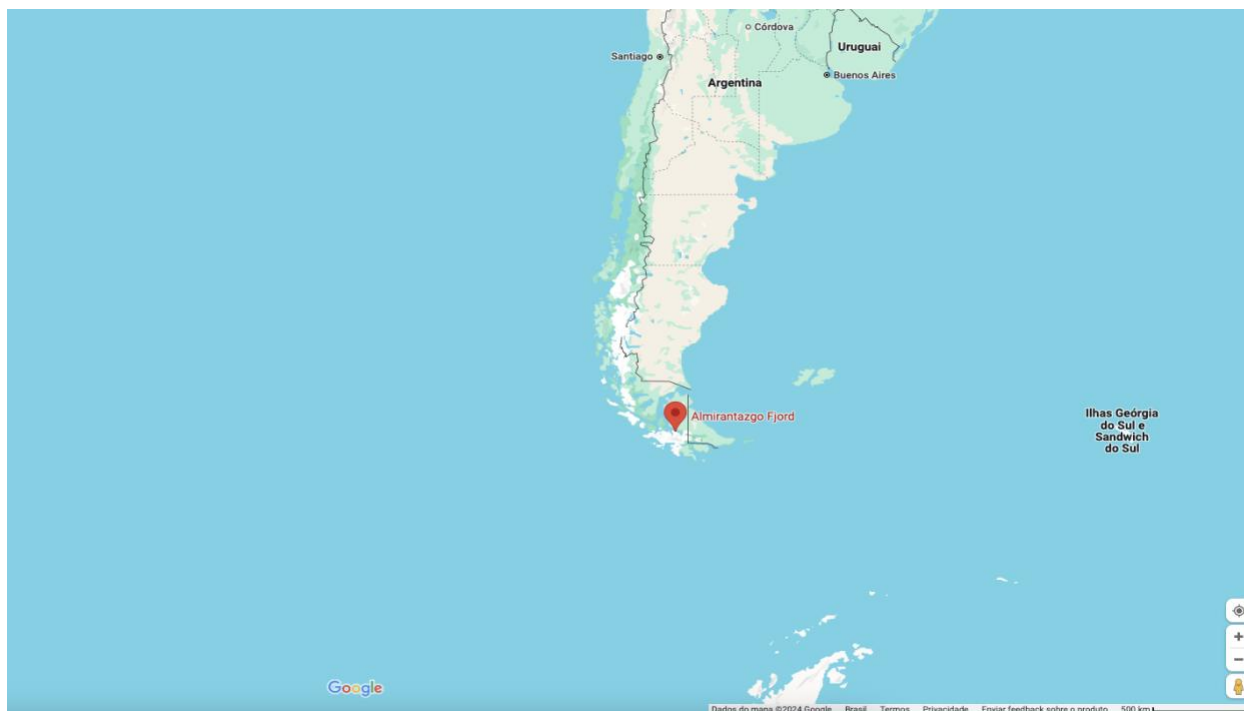 Córdova
Uruguai
Santiago
Buenos Aires
Argentina
Almirantazgo Fjord
Ilhas Geórgia
do Sul e
Sandwich
do Sul
Google
Dados do mapa ©2024 Google Brasil Termos Privacidade Enviar feedback sobre o produto 500 km